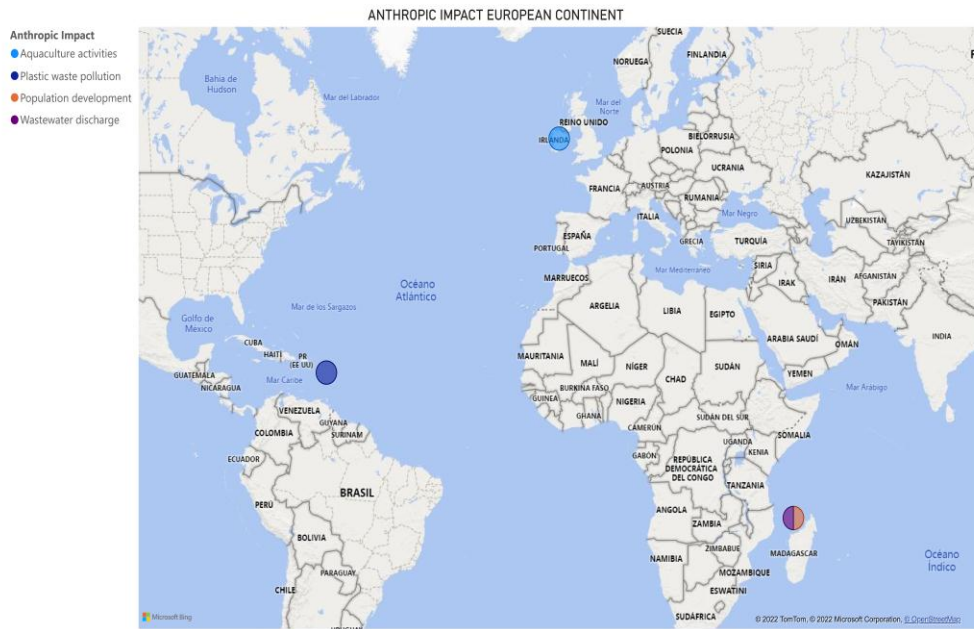 ANTHROPIC IMPACT EUROPEAN CONTINENT
Anthropic Impact
Aquaculture activities
Plastic waste pollution
Population development
Wastewater discharge
SUECIA
FINLANDIA
NORUEGA
Bahia de
Hudson
Mar del Labrador
Mar del
Norte
REINO UNIDO
IRLANDA
BIELORRUSIA
POLONIA
UCRANIA
KAZAJISTÁN
FRANCIA
AUSTRIA
RUMANIA
ITALIA
Mar Negro
UZBEKISTÁN
ESPAÑA
PORTUGAL
GRECIA
TURQUÍA
TAYIKISTÁN
MARRUECOS
Mar Mediterráneo
SIRIA
IRAK
IRÁN
AFGANISTÁN
PAKISTÁN
Océano
Atlántico
Mar de los Sargazos
Golfo de
México
ARGELIA
LIBIA
EGIPTO
ARABIA SAUDÍ
OMÁN
INDIA
CUBA
HAITÍ
PR
(EE UU)
MAURITANIA
MALÍ
NÍGER
CHAD
SUDÁN
YEMEN
Mar Arábigo
GUATEMALA
NICARAGUA
Mar Caribe
BURKINA FASO
GUINEA
GHANA
NIGERIA
SUDÁN DEL SUR
SOMALIA
VENEZUELA
GUYANA
SURINAM
COLOMBIA
CAMERÚN
UGANDA
KENIA
ECUADOR
GABÓN
REPÚBLICA
DEMOCRÁTICA
DEL CONGO
TANZANIA
BRASIL
PERÚ
ANGOLA
ZAMBIA
BOLIVIA
ZIMBABUE
MADAGASCAR
Océano
Índico
PARAGUAY
NAMIBIA
MOZAMBIQUE
CHILE
ESWATINI
SUDÁFRICA
URUGUAY
Microsoft Bing
© 2022 TomTom, © 2022 Microsoft Corporation, © OpenStreetMap